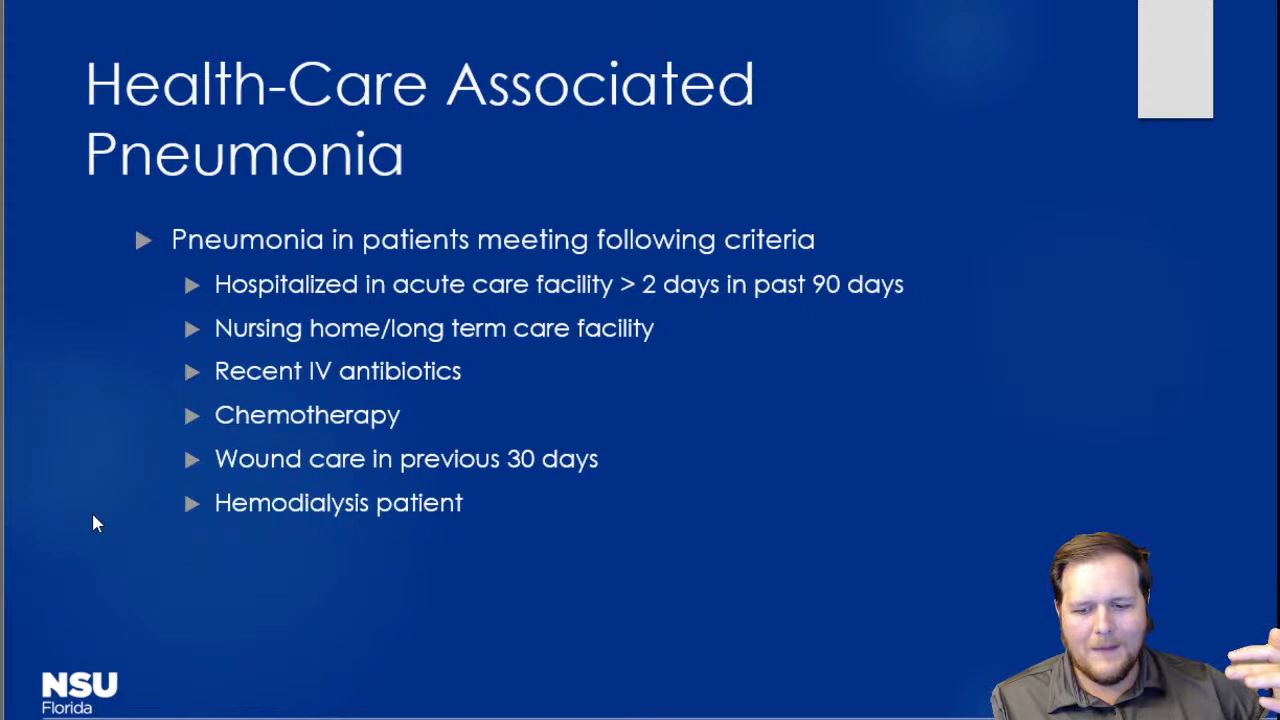 Health-Care Associated
Pneumonia
Pneumonia in patients meeting following criteria
Hospitalized in acute care facility > 2 days in past 90 days
Nursing home/long term care facility
Recent IV antibiotics
Chemotherapy
Wound care in previous 30 days
Hemodialysis patient
NSU
Florida